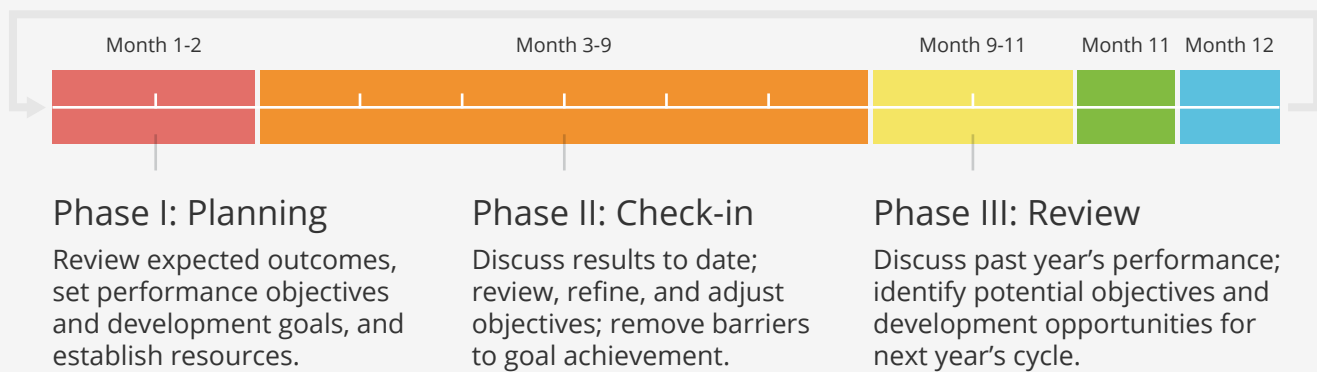 Month 1-2
Month 3-9
Month 9-11
Month 11
Month 12
Phase I: Planning
Review expected outcomes,
set performance objectives
and development goals, and
establish resources.
Phase II: Check-in
Discuss results to date;
review, refine, and adjust
objectives; remove barriers
to goal achievement.
Phase III: Review
Discuss past year’s performance;
identify potential objectives and
development opportunities for
next year’s cycle.